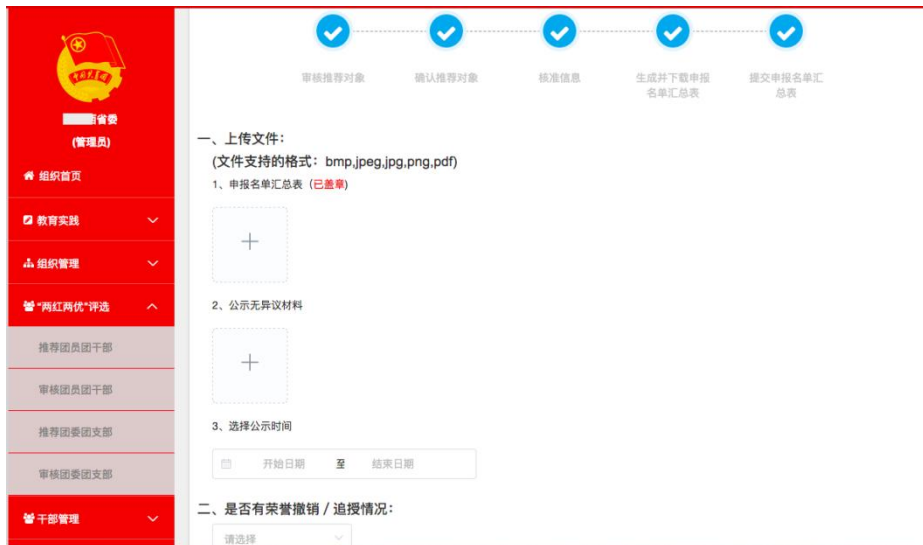 中国共青团
省委
(管理员)
组织首页
教育实践
组织管理
“两红两优”评选
推荐团员团干部
审核团员团干部
推荐团委团支部
审核团委团支部
干部管理
审核推荐对象
确认推荐对象
核准信息
生成并下载申报
名单汇总表
提交申报名单汇
总表
一、上传文件：
(文件支持的格式：bmp,jpeg,jpg,png,pdf)
1、申报名单汇总表（已盖章)
2、公示无异议材料
3、选择公示时间
开始日期 至 结束日期
二、是否有荣誉撤销 / 追授情况：
请选择